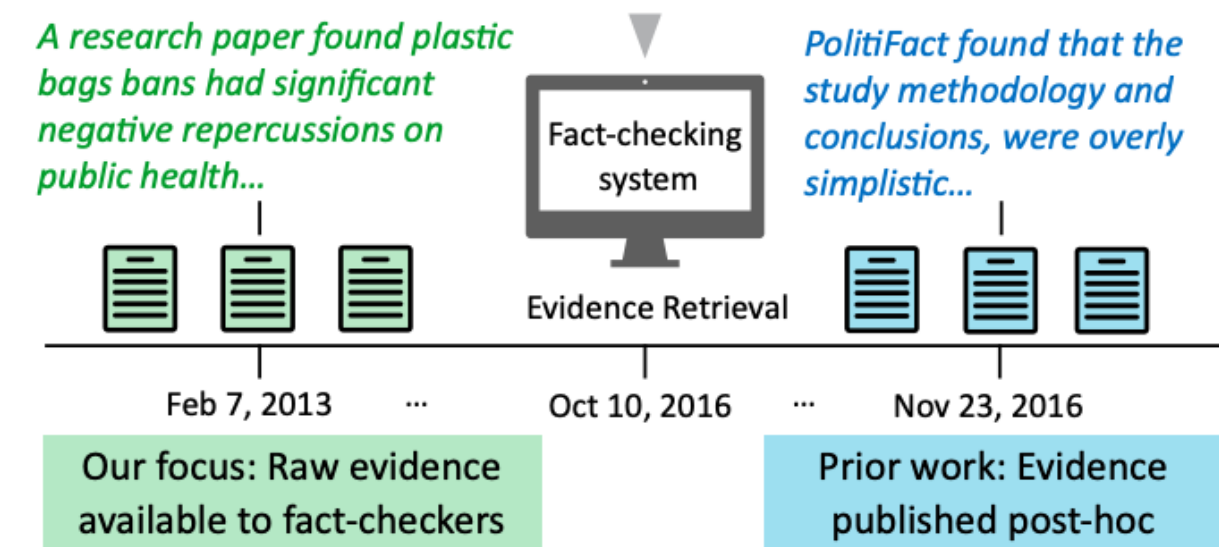 A research paper found plastic
bags bans had significant
negative repercussions on
public health…
Fact-checking
system
PolitiFact found that the
study methodology and
conclusions, were overly
simplistic…
Evidence Retrieval
Feb 7, 2013 … Oct 10, 2016 … Nov 23, 2016
Our focus: Raw evidence
available to fact-checkers
Prior work: Evidence
published post-hoc